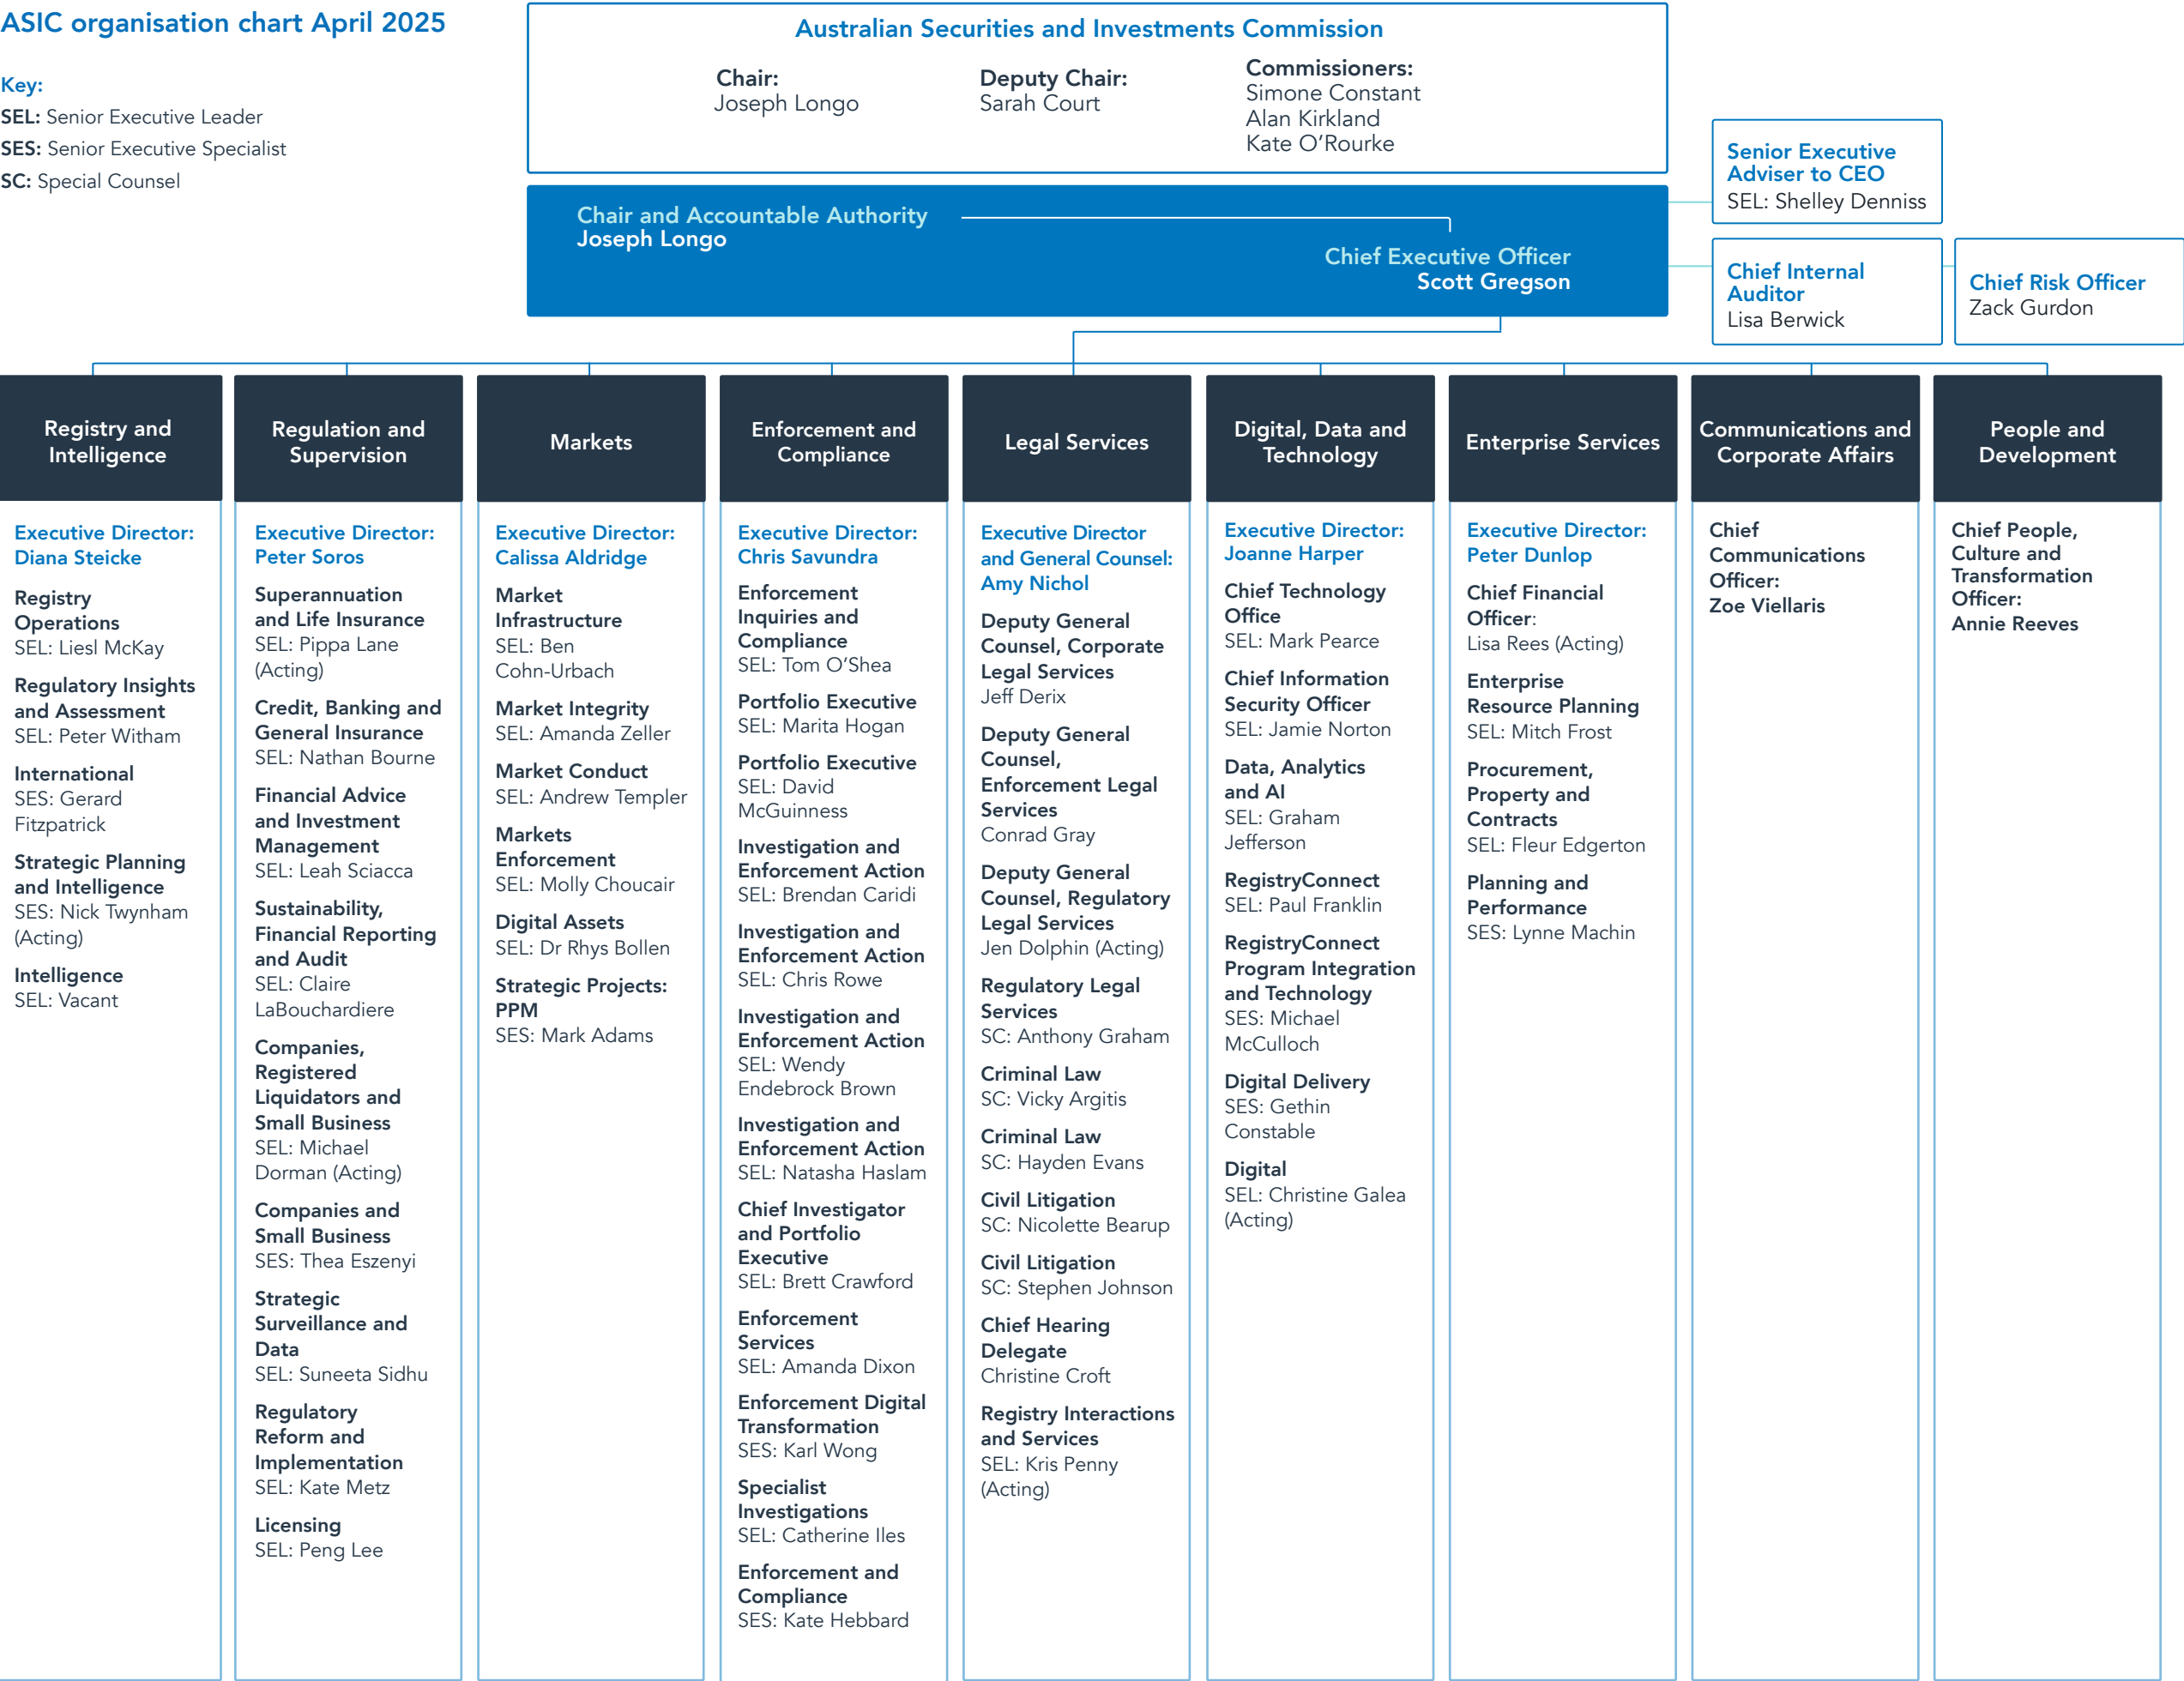 ASIC organisation chart April 2025
Key:
SEL: Senior Executive Leader
SES: Senior Executive Specialist
SC: Special Counsel
Australian Securities and Investments Commission
Chair:
Joseph Longo
Deputy Chair:
Sarah Court
Commissioners:
Simone Constant
Alan Kirkland
Kate O’Rourke
Chair and Accountable Authority
Joseph Longo
Chief Executive Officer
Scott Gregson
Senior Executive
Adviser to CEO
SEL: Shelley Denniss
Chief Internal
Auditor
Lisa Berwick
Chief Risk Officer
Zack Gurdon
Registry and
Intelligence
Executive Director:
Diana Steicke
Registry
Operations
SEL: Liesl McKay
Regulatory Insights
and Assessment
SEL: Peter Witham
International
SES: Gerard
Fitzpatrick
Strategic Planning
and Intelligence
SES: Nick Twynham
(Acting)
Intelligence
SEL: Vacant
Regulation and
Supervision
Executive Director:
Peter Soros
Superannuation
and Life Insurance
SEL: Pippa Lane
(Acting)
Credit, Banking and
General Insurance
SEL: Nathan Bourne
Financial Advice
and Investment
Management
SEL: Leah Sciacca
Sustainability,
Financial Reporting
and Audit
SEL: Claire
LaBouchardiere
Companies,
Registered
Liquidators and
Small Business
SEL: Michael
Dorman (Acting)
Companies and
Small Business
SES: Thea Eszenyi
Strategic
Surveillance and
Data
SEL: Suneeta Sidhu
Regulatory
Reform and
Implementation
SEL: Kate Metz
Licensing
SEL: Peng Lee
Markets
Executive Director:
Calissa Aldridge
Market
Infrastructure
SEL: Ben
Cohn-Urbach
Market Integrity
SEL: Amanda Zeller
Market Conduct
SEL: Andrew Templer
Markets
Enforcement
SEL: Molly Choucair
Digital Assets
SEL: Dr Rhys Bollen
Strategic Projects:
PPM
SES: Mark Adams
Enforcement and
Compliance
Executive Director:
Chris Savundra
Enforcement
Inquiries and
Compliance
SEL: Tom O’Shea
Portfolio Executive
SEL: Marita Hogan
Portfolio Executive
SEL: David
McGuinness
Investigation and
Enforcement Action
SEL: Brendan Caridi
Investigation and
Enforcement Action
SEL: Chris Rowe
Investigation and
Enforcement Action
SEL: Wendy
Endebrock Brown
Investigation and
Enforcement Action
SEL: Natasha Haslam
Chief Investigator
and Portfolio
Executive
SEL: Brett Crawford
Enforcement
Services
SEL: Amanda Dixon
Enforcement Digital
Transformation
SES: Karl Wong
Specialist
Investigations
SEL: Catherine Iles
Enforcement and
Compliance
SES: Kate Hebbard
Legal Services
Executive Director
and General Counsel:
Amy Nichol
Deputy General
Counsel, Corporate
Legal Services
Jeff Derix
Deputy General
Counsel,
Enforcement Legal
Services
Conrad Gray
Deputy General
Counsel, Regulatory
Legal Services
Jen Dolphin (Acting)
Regulatory Legal
Services
SC: Anthony Graham
Criminal Law
SC: Vicky Argitis
Criminal Law
SC: Hayden Evans
Civil Litigation
SC: Nicolette Bearup
Civil Litigation
SC: Stephen Johnson
Chief Hearing
Delegate
Christine Croft
Registry Interactions
and Services
SEL: Kris Penny
(Acting)
Digital, Data and
Technology
Executive Director:
Joanne Harper
Chief Technology
Office
SEL: Mark Pearce
Chief Information
Security Officer
SEL: Jamie Norton
Data, Analytics
and AI
SEL: Graham
Jefferson
RegistryConnect
SEL: Paul Franklin
RegistryConnect
Program Integration
and Technology
SES: Michael
McCulloch
Digital Delivery
SES: Gethin
Constable
Digital
SEL: Christine Galea
(Acting)
Enterprise Services
Executive Director:
Peter Dunlop
Chief Financial
Officer:
Lisa Rees (Acting)
Enterprise
Resource Planning
SEL: Mitch Frost
Procurement,
Property and
Contracts
SEL: Fleur Edgerton
Planning and
Performance
SES: Lynne Machin
Communications and
Corporate Affairs
Chief
Communications
Officer:
Zoe Viellaris
People and
Development
Chief People,
Culture and
Transformation
Officer:
Annie Reeves